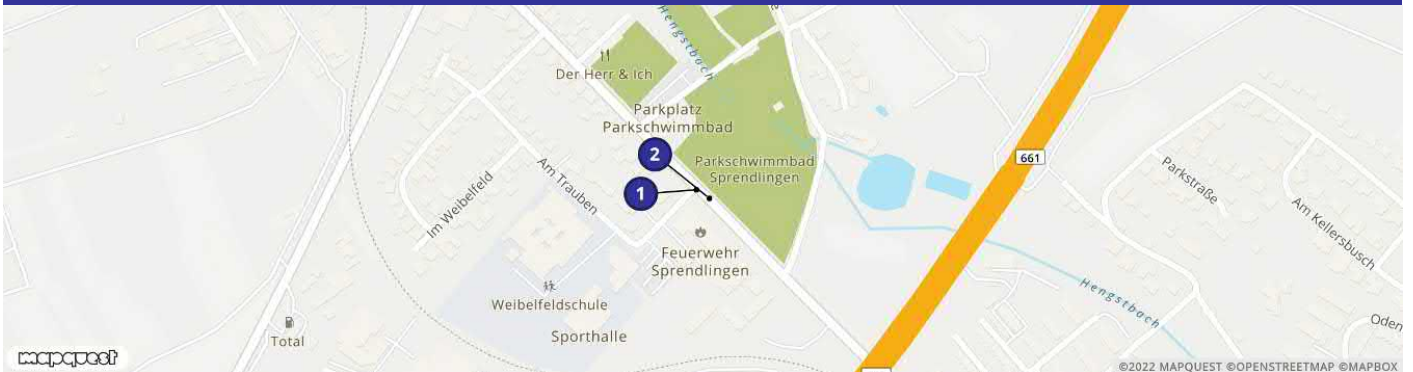 Hengstbach
Der Herr & Ich
Parkplatz
Parkschwimmbad
2
661
Parkschwimmbad
Sprendlingen
Parkstraße
Am Trauben
1
Im Weibelfeld
Am Kellersbusch
Feuerwehr
Sprendlingen
Weibelfeldschule
Hengstbach
Sporthalle
Total
Oden
mapquest
©2022 MAPQUEST ©OPENSTREETMAP ©MAPBOX